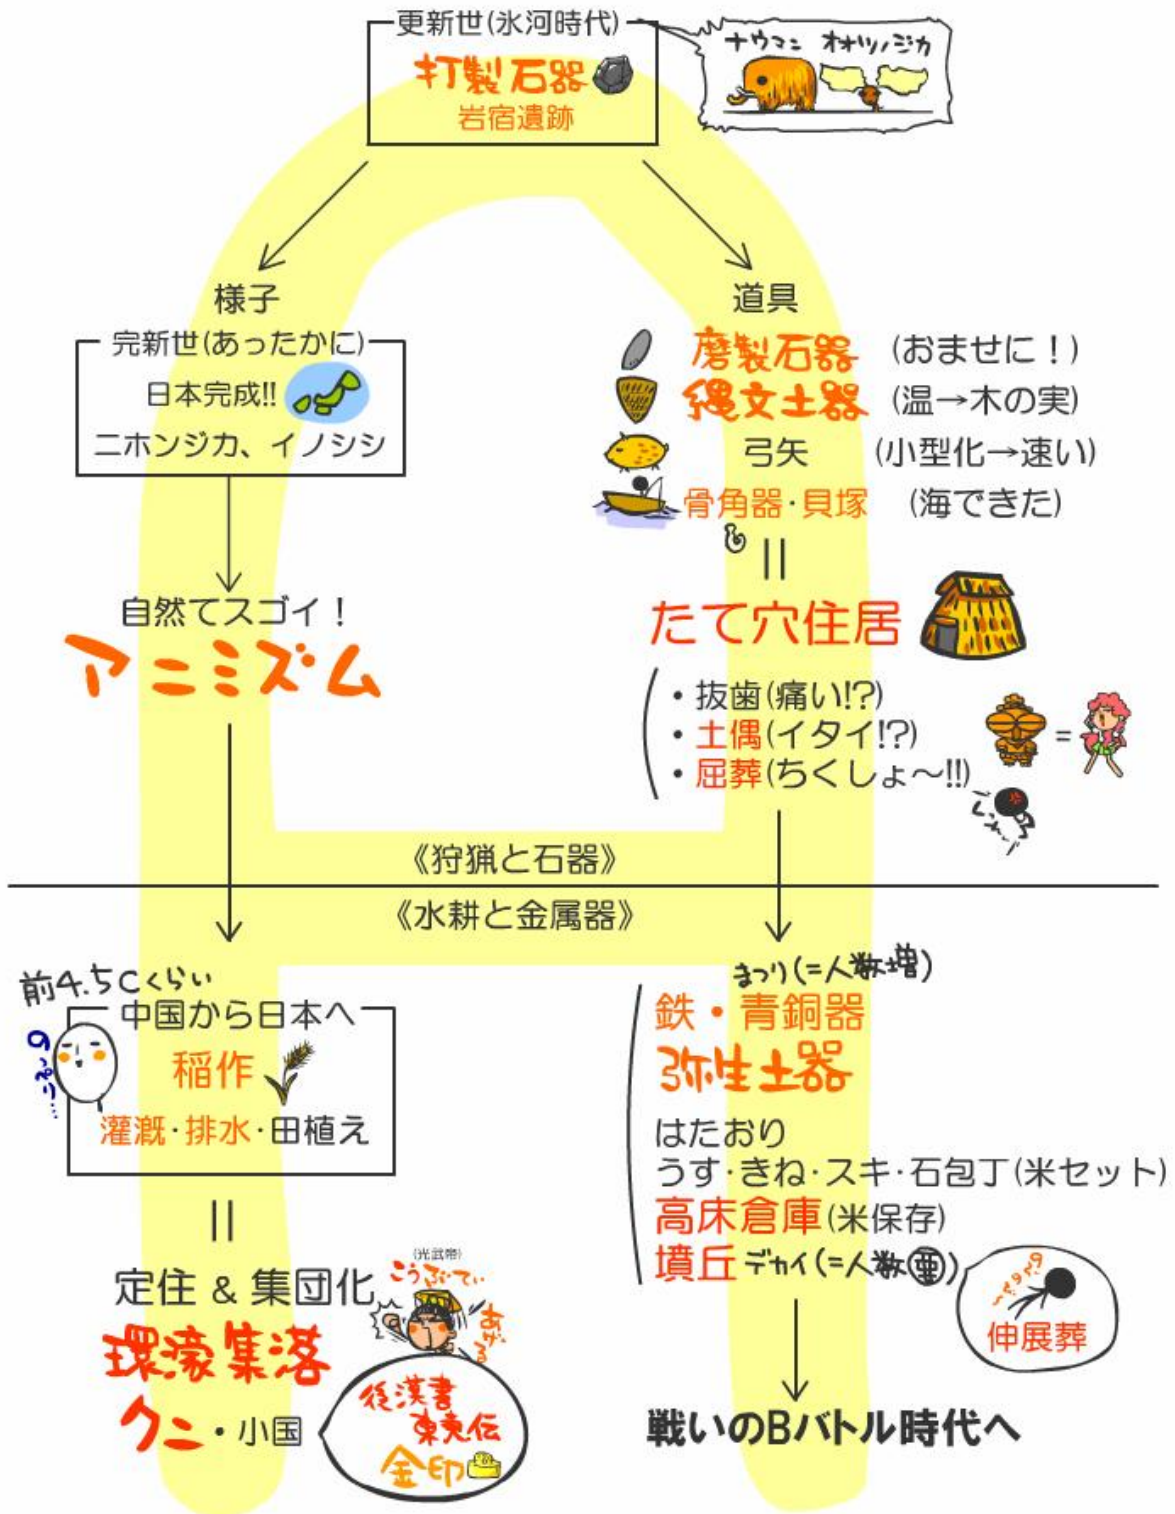 更新世(氷河時代)
打製石器
岩宿遺跡
ナウマン オオツノジカ
様子
完新世(あったかに)
日本完成!!
ニホンジカ、イノシシ
自然てスゴイ！
アニミズム
道具
磨製石器 (おませに！)
縄文土器 (温→木の実)
弓矢 (小型化→速い)
骨角器・貝塚 (海できた)
||
たて穴住居
・抜歯(痛い!?)
・土偶(イタイ!?)
・屈葬(ちくしょ〜!!)
=
《狩猟と石器》
《水耕と金属器》
前4.5Cくらい
中国から日本へ
稲作
灌漑・排水・田植え
||
定住 & 集団化
環濠集落
クニ・小国
(光武帝)
こうぶてい
あげる
後漢書
東夷伝
金印
まつり(=人数増)
鉄・青銅器
弥生土器
はたおり
うす・きね・スキ・石包丁(米セット)
高床倉庫(米保存)
墳丘 デカイ(=人数㊥)
伸展葬
戦いのBバトル時代へ